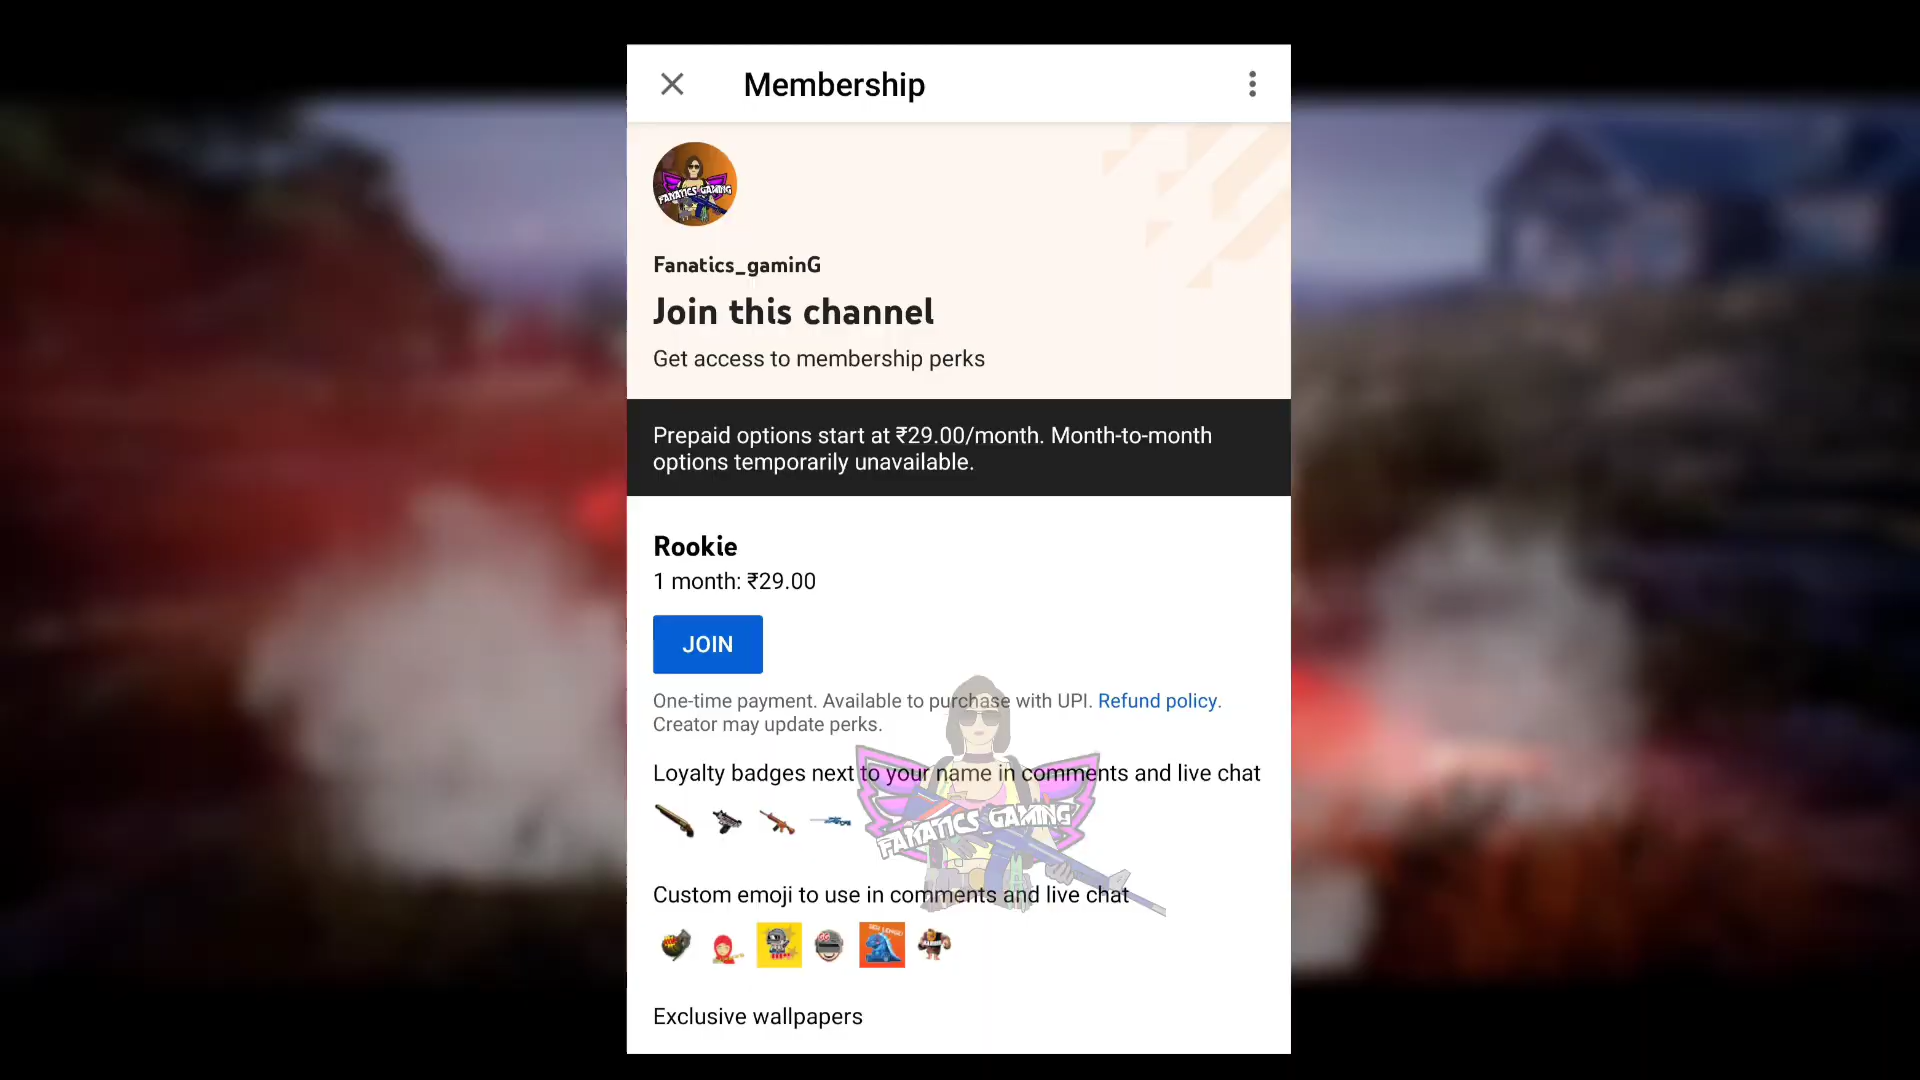 Membership
FANATICS GAMING
Fanatics_gaminG
Join this channel
Get access to membership perks
Prepaid options start at ₹29.00/month. Month-to-month
options temporarily unavailable.
Rookie
1 month: ₹29.00
JOIN
One-time payment. Available to purchase with UPI. Refund policy.
Creator may update perks.
Loyalty badges next to your name in comments and live chat
FANATICS GAMING
Custom emoji to use in comments and live chat
GG
Exclusive wallpapers